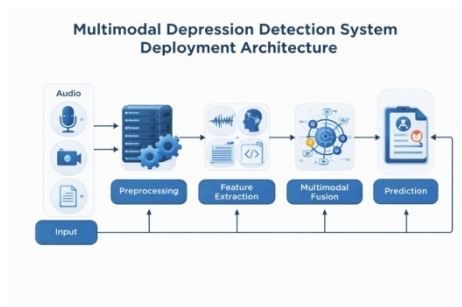 Multimodal Depression Detection System
Deployment Architecture
Audio
Preprocessing
Feature
Extraction
Multimodal
Fusion
Prediction
Input